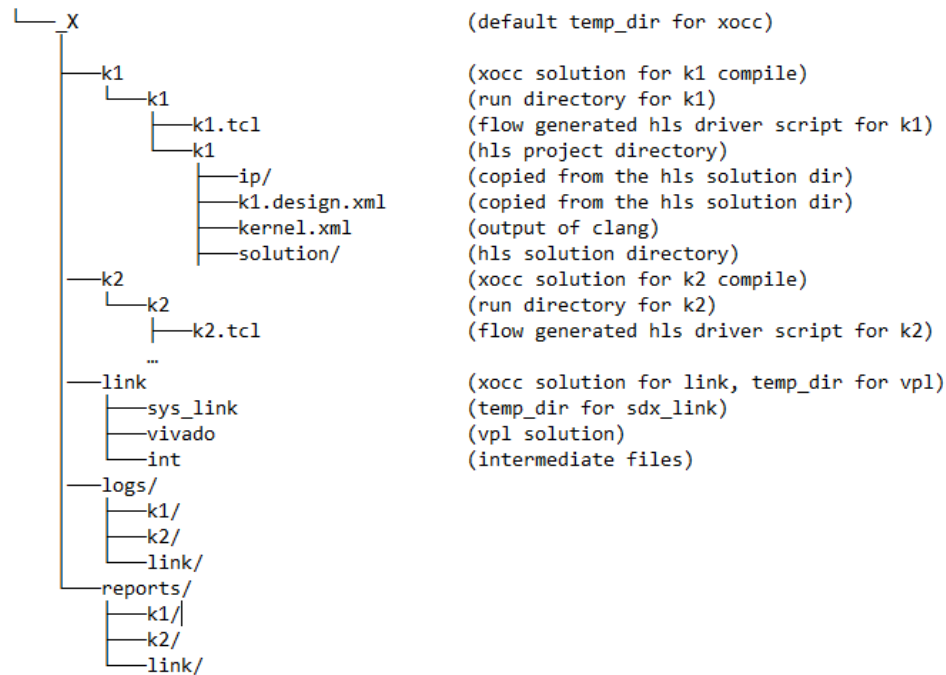 _X (default temp_dir for xocc)
k1 (xocc solution for k1 compile)
k1 (run directory for k1)
k1.tcl (flow generated hls driver script for k1)
k1 (hls project directory)
ip/ (copied from the hls solution dir)
k1.design.xml (copied from the hls solution dir)
kernel.xml (output of clang)
solution/ (hls solution directory)
k2 (xocc solution for k2 compile)
k2 (run directory for k2)
k2.tcl (flow generated hls driver script for k2)
…
link (xocc solution for link, temp_dir for vpl)
sys_link (temp_dir for sdx_link)
vivado (vpl solution)
int (intermediate files)
logs/
k1/
k2/
link/
reports/
k1/
k2/
link/